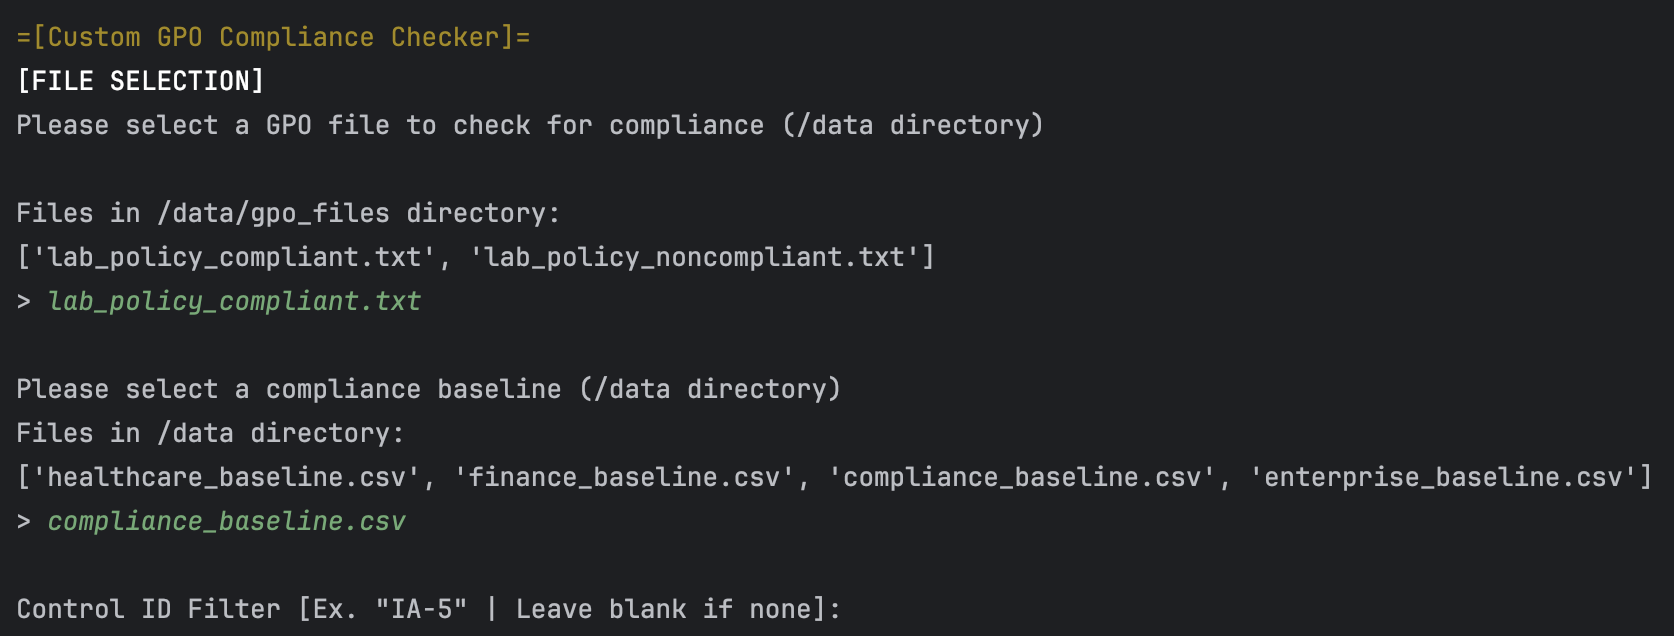 =[Custom GPO Compliance Checker]=
[FILE SELECTION]
Please select a GPO file to check for compliance (/data directory)
Files in /data/gpo_files directory:
['lab_policy_compliant.txt', 'lab_policy_noncompliant.txt']
> lab_policy_compliant.txt
Please select a compliance baseline (/data directory)
Files in /data directory:
['healthcare_baseline.csv', 'finance_baseline.csv', 'compliance_baseline.csv', 'enterprise_baseline.csv']
> compliance_baseline.csv
Control ID Filter [Ex. "IA-5" | Leave blank if none]: